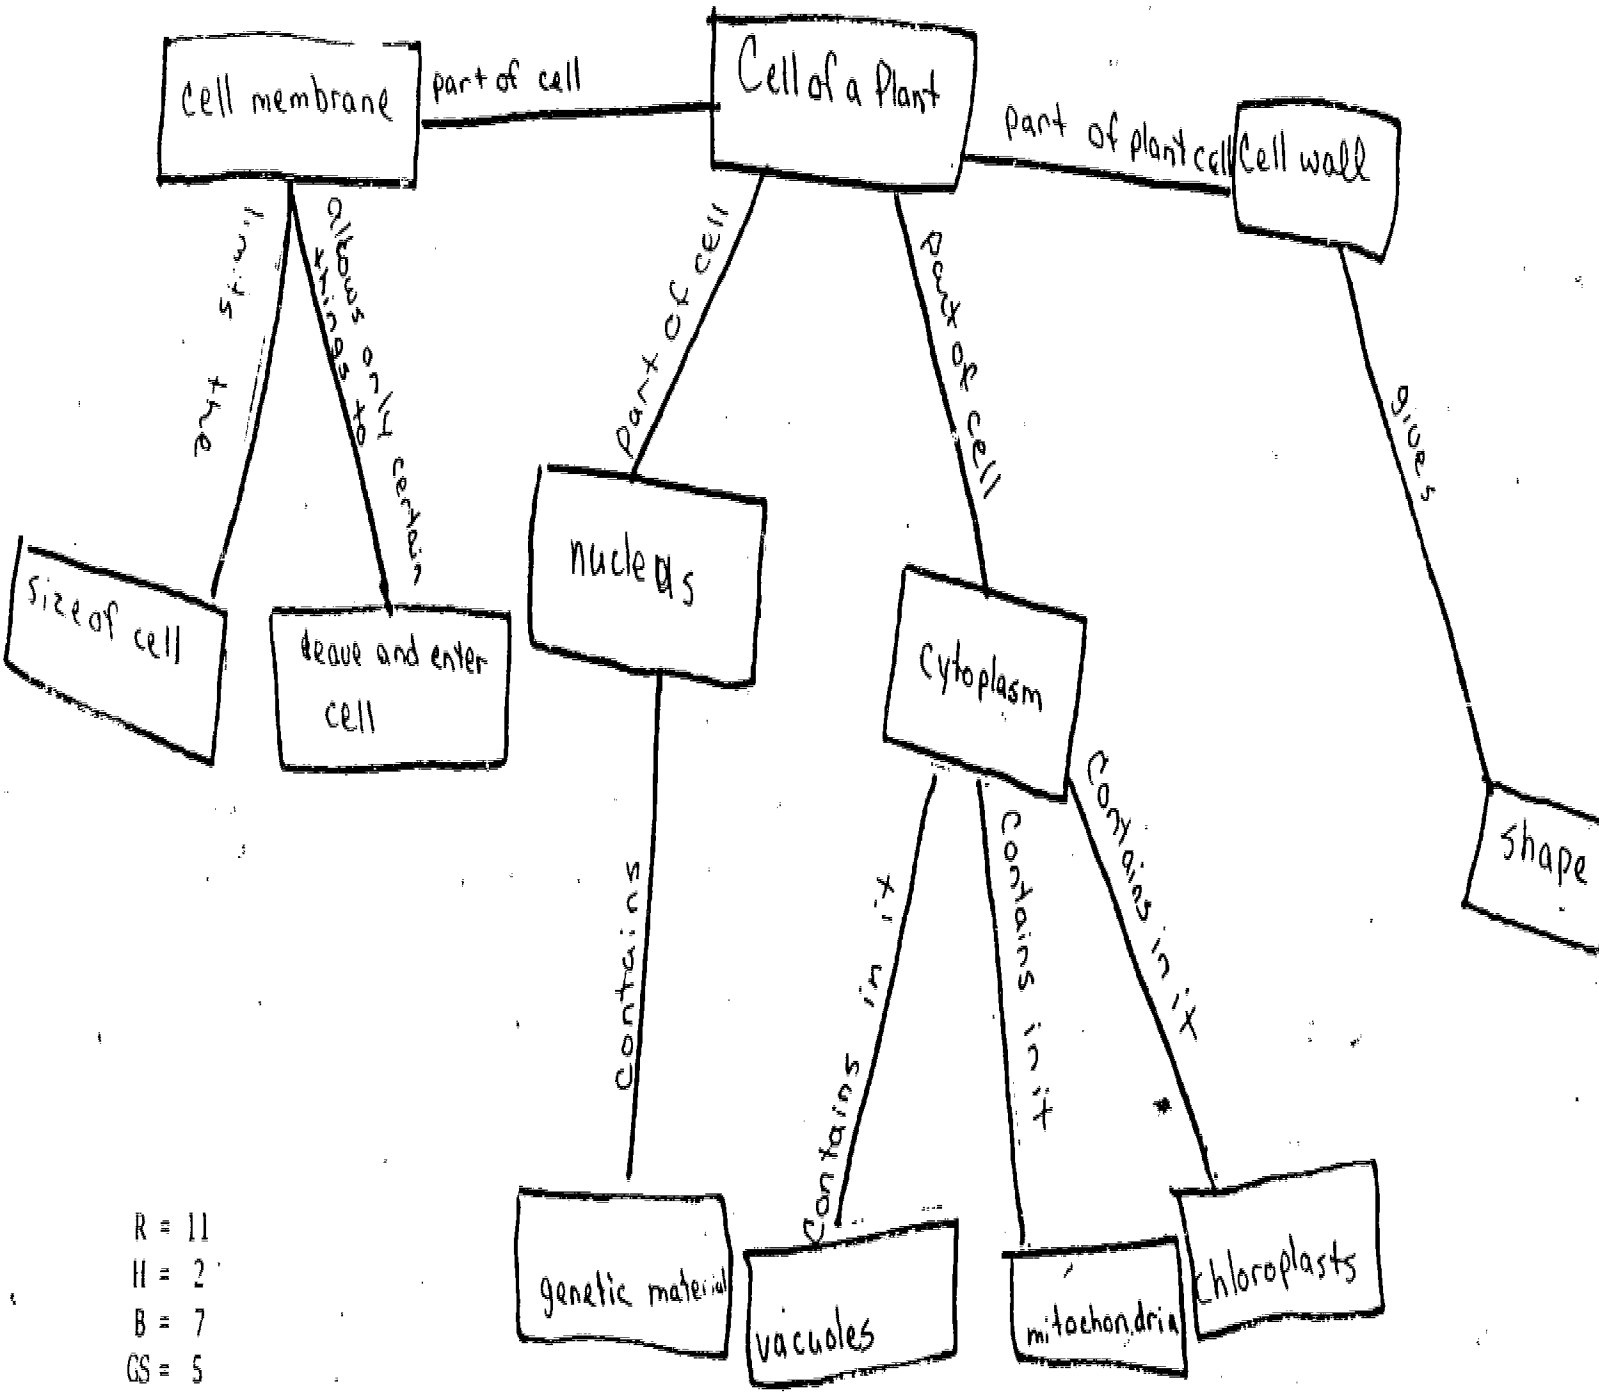 Cell membrane
part of cell
Cell of a Plant
part of plant cell
Cell wall
limits the
allows only certain
things to
part of cell
part of cell
gives
size of cell
leave and enter
cell
nucleus
cytoplasm
shape
contains
contains in it
contains in it
contains in it
genetic material
vacuoles
mitochondria
chloroplasts
R = 11
H = 2
B = 7
GS = 5